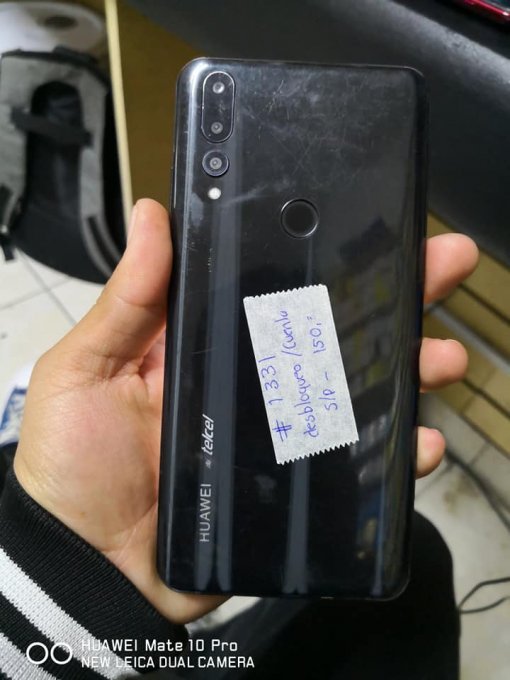 # 1331
desbloqueo/cuenta
s/p - 150.=
HUAWEI telcel
HUAWEI Mate 10 Pro
NEW LEICA DUAL CAMERA